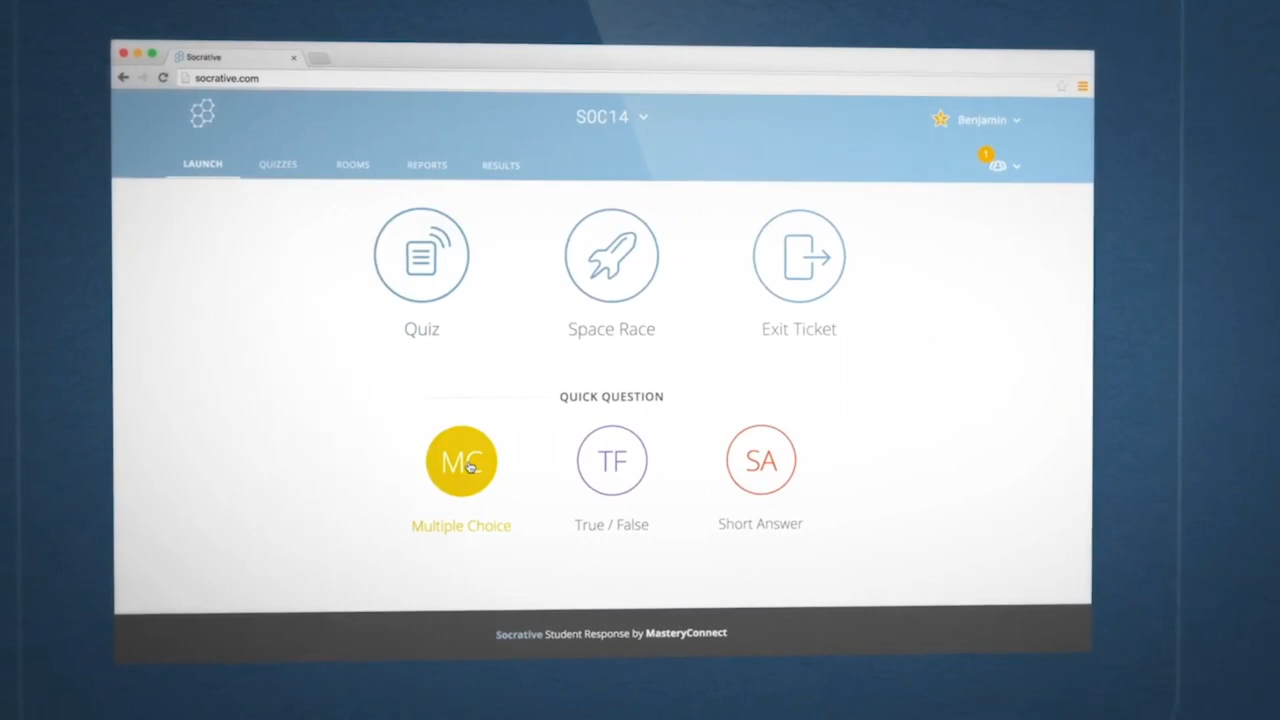 Socrative
socrative.com
SOC14
Benjamin
LAUNCH QUIZZES ROOMS REPORTS RESULTS
1
Quiz Space Race Exit Ticket
QUICK QUESTION
MC TF SA
Multiple Choice True / False Short Answer
Socrative Student Response by MasteryConnect